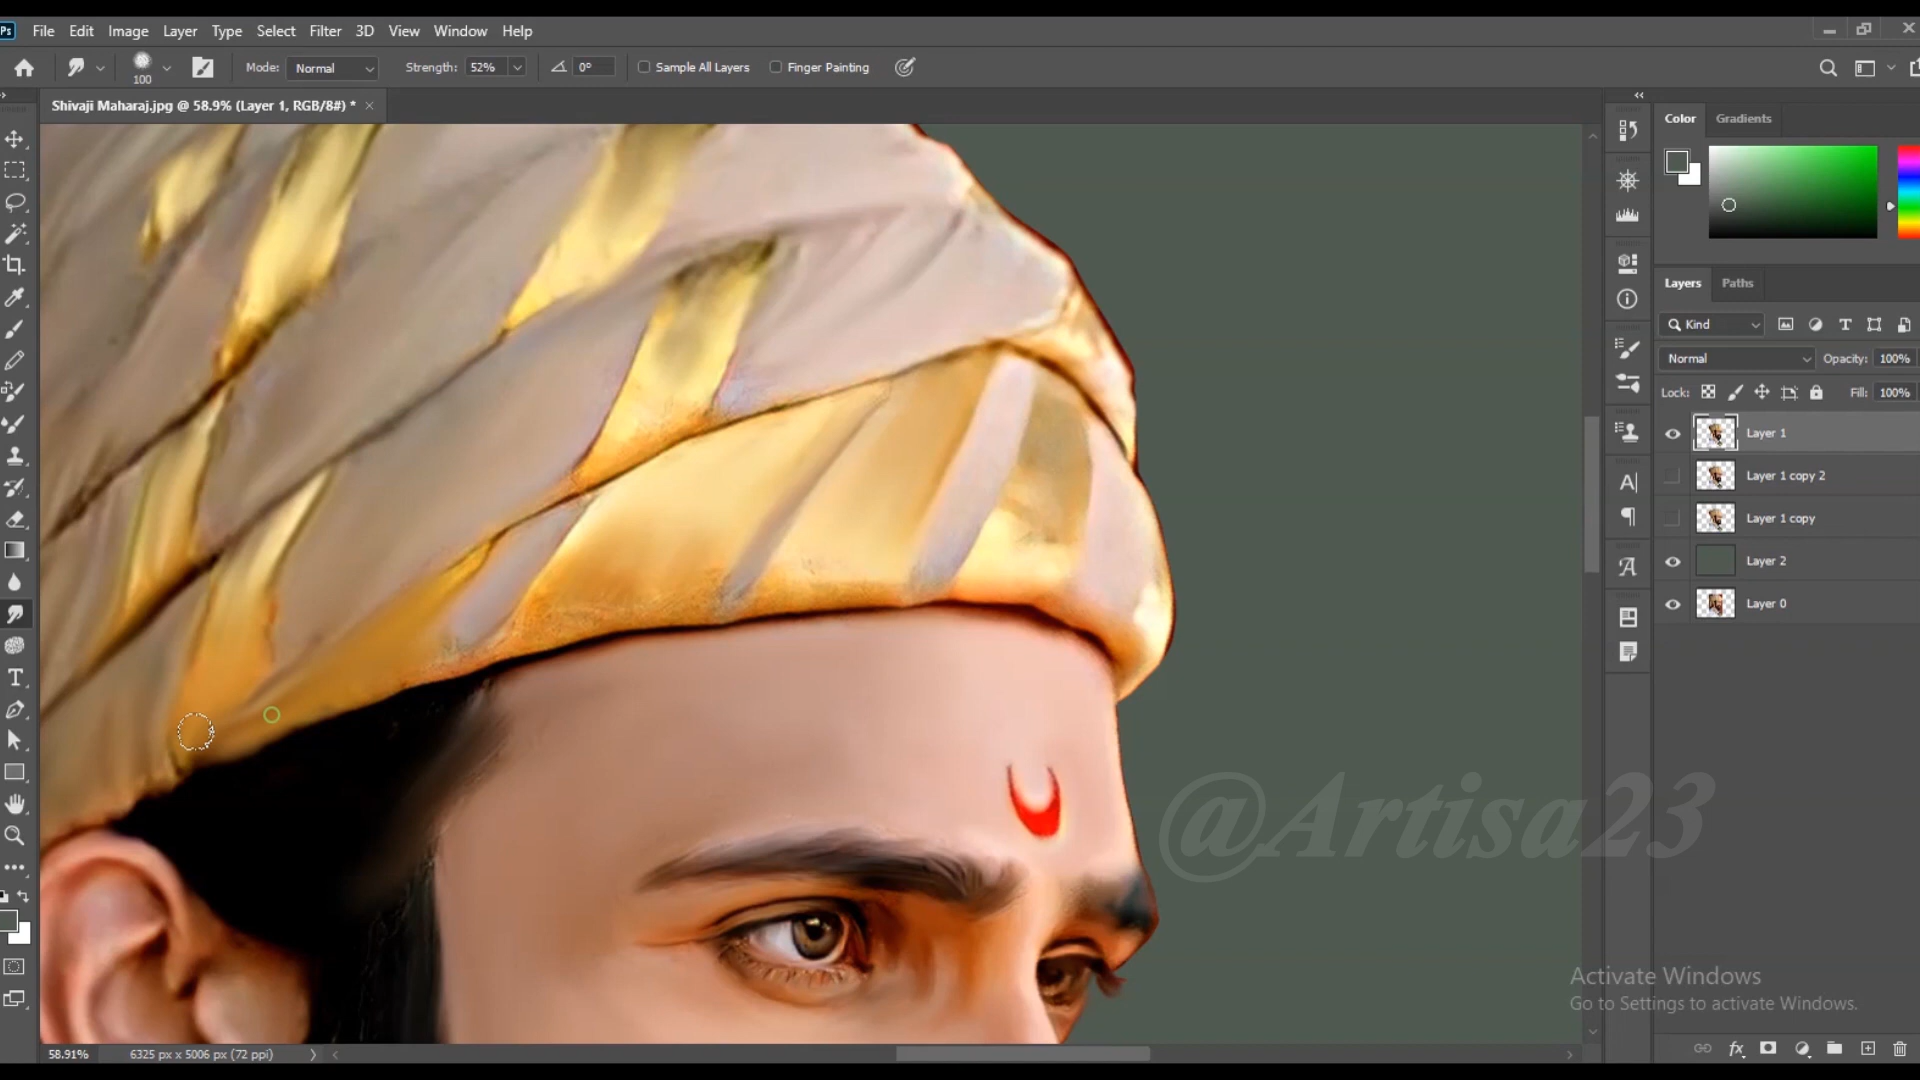 Ps File Edit Image Layer Type Select Filter 3D View Window Help
100 Mode: Normal Strength: 52% 0° Sample All Layers Finger Painting
Shivaji Maharaj.jpg @ 58.9% (Layer 1, RGB/8#) *
Color Gradients
Layers Paths
Kind
Normal Opacity: 100%
Lock: Fill: 100%
Layer 1
Layer 1 copy 2
Layer 1 copy
Layer 2
Layer 0
@Artisa23
Activate Windows
Go to Settings to activate Windows.
58.91% 6325 px x 5006 px (72 ppi)